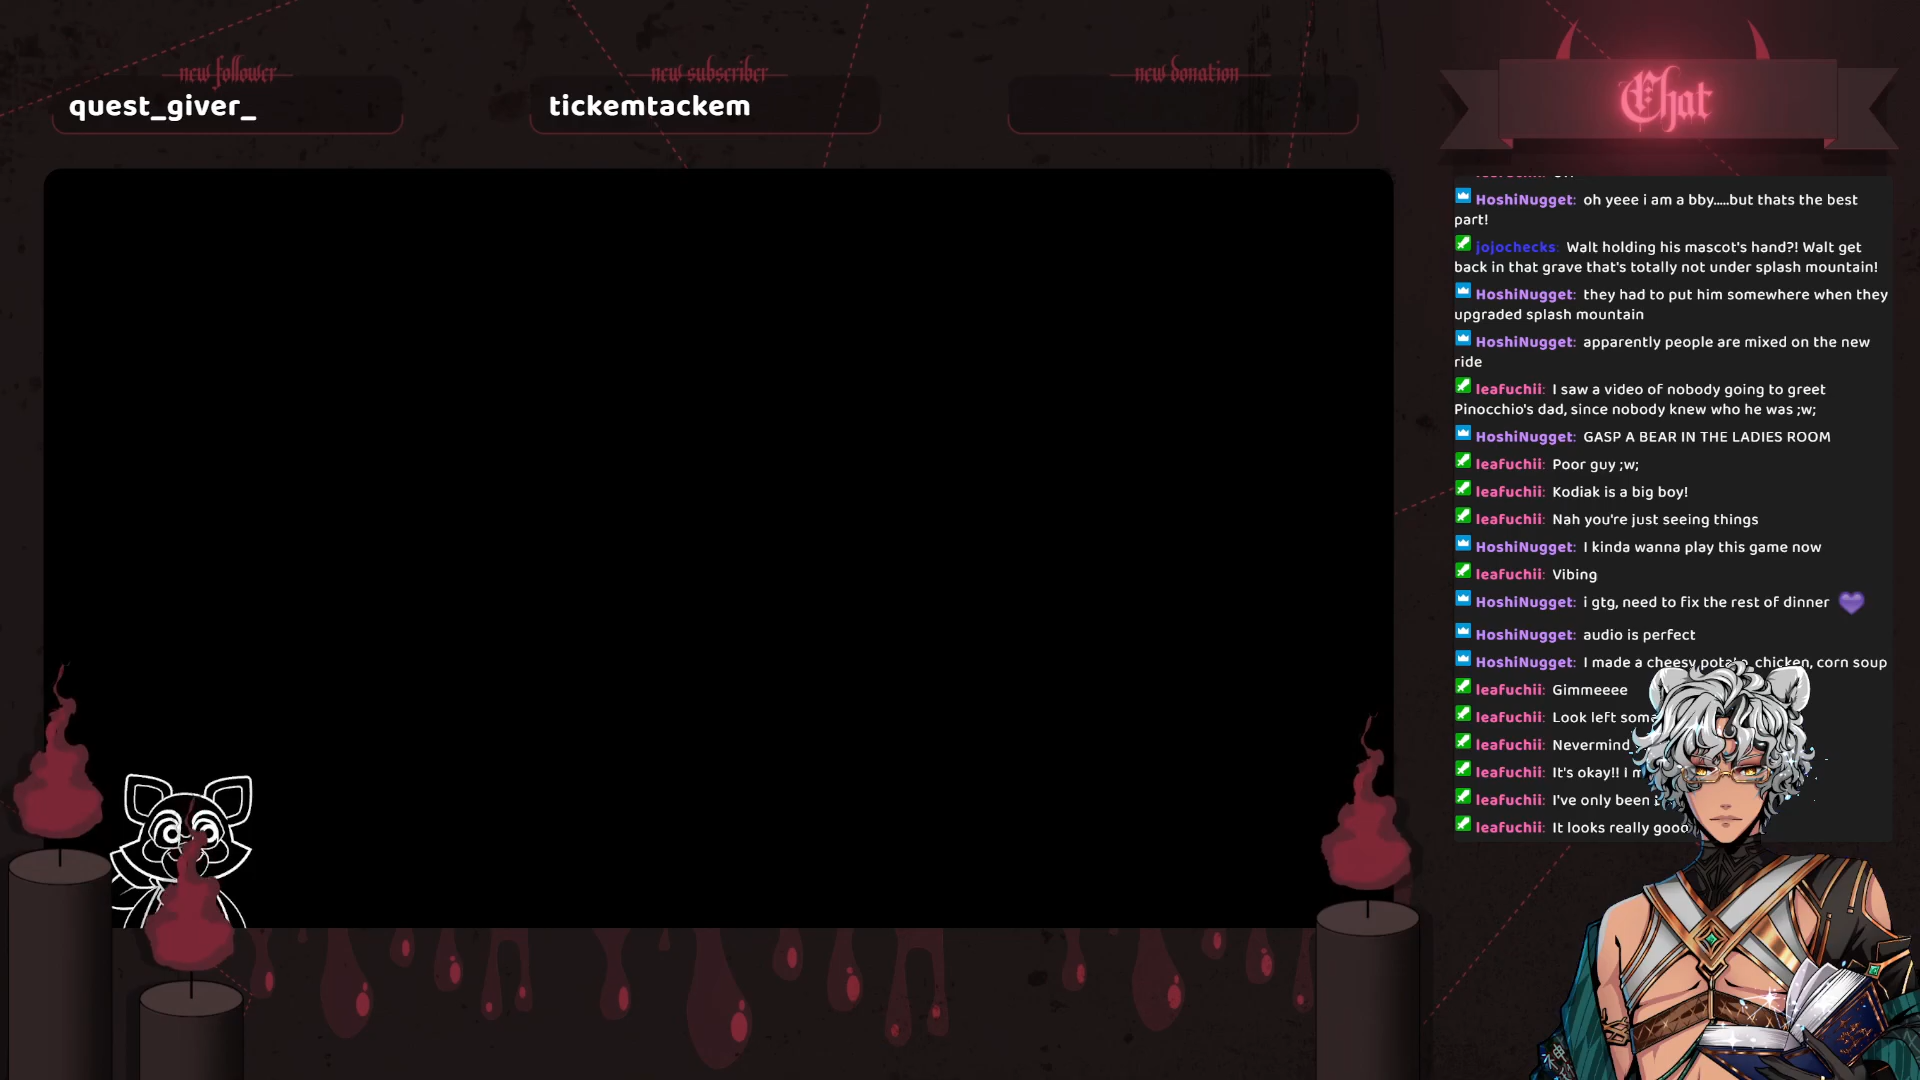 new follower
quest_giver_
new subscriber
tickemtackem
new donation
Chat
HoshiNugget: oh yeee i am a bby.....but thats the best
part!
jojochecks: Walt holding his mascot's hand?! Walt get
back in that grave that's totally not under splash mountain!
HoshiNugget: they had to put him somewhere when they
upgraded splash mountain
HoshiNugget: apparently people are mixed on the new
ride
leafuchii: I saw a video of nobody going to greet
Pinocchio's dad, since nobody knew who he was ;w;
HoshiNugget: GASP A BEAR IN THE LADIES ROOM
leafuchii: Poor guy ;w;
leafuchii: Kodiak is a big boy!
leafuchii: Nah you're just seeing things
HoshiNugget: I kinda wanna play this game now
leafuchii: Vibing
HoshiNugget: i gtg, need to fix the rest of dinner
HoshiNugget: audio is perfect
HoshiNugget: I made a cheesy potato, chicken, corn soup
leafuchii: Gimmeeee
leafuchii: Look left
leafuchii: Nevermind
leafuchii: It's okay!! I
leafuchii: I've only been
leafuchii: It looks really gooo